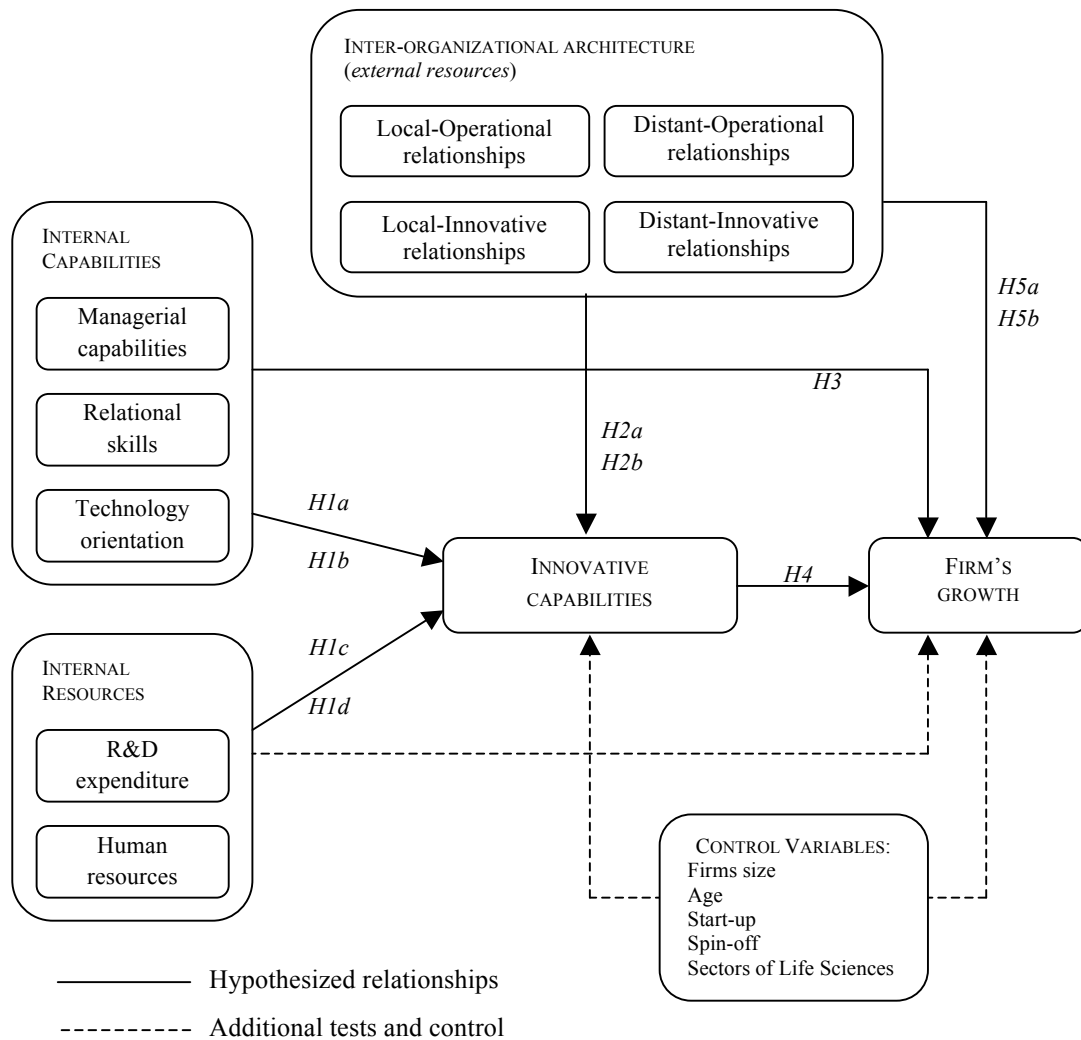 INTER-ORGANIZATIONAL ARCHITECTURE
(external resources)
Local-Operational
relationships
Distant-Operational
relationships
Local-Innovative
relationships
Distant-Innovative
relationships
INTERNAL
CAPABILITIES
Managerial
capabilities
Relational
skills
Technology
orientation
H5a
H5b
H3
H2a
H2b
H1a
H1b
INNOVATIVE
CAPABILITIES
H4
FIRM'S
GROWTH
H1c
H1d
INTERNAL
RESOURCES
R&D
expenditure
Human
resources
CONTROL VARIABLES:
Firms size
Age
Start-up
Spin-off
Sectors of Life Sciences
Hypothesized relationships
Additional tests and control